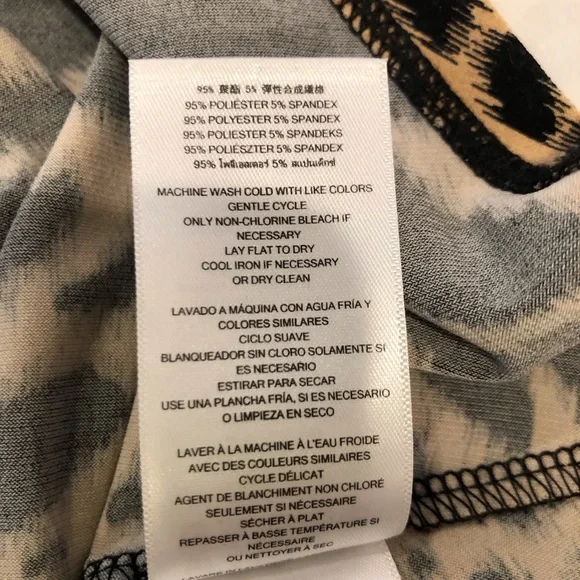 95% 聚酯 5% 彈性合成纖維
95% POLIÉSTER 5% SPANDEX
95% POLYESTER 5% SPANDEX
95% POLIESTER 5% SPANDEKS
95% POLIÉSZTER 5% SPANDEX
95% โพลีเอสเตอร์ 5% สแปนเด็กซ์
MACHINE WASH COLD WITH LIKE COLORS
GENTLE CYCLE
ONLY NON-CHLORINE BLEACH IF
NECESSARY
LAY FLAT TO DRY
COOL IRON IF NECESSARY
OR DRY CLEAN
LAVADO A MÁQUINA CON AGUA FRÍA Y
COLORES SIMILARES
CICLO SUAVE
BLANQUEADOR SIN CLORO SOLAMENTE SI
ES NECESARIO
ESTIRAR PARA SECAR
USE UNA PLANCHA FRÍA, SI ES NECESARIO
O LIMPIEZA EN SECO
LAVER À LA MACHINE À L'EAU FROIDE
AVEC DES COULEURS SIMILAIRES
CYCLE DÉLICAT
AGENT DE BLANCHIMENT NON CHLORÉ
SEULEMENT SI NÉCESSAIRE
SÉCHER À PLAT
REPASSER À BASSE TEMPÉRATURE SI
NÉCESSAIRE
OU NETTOYER À SEC